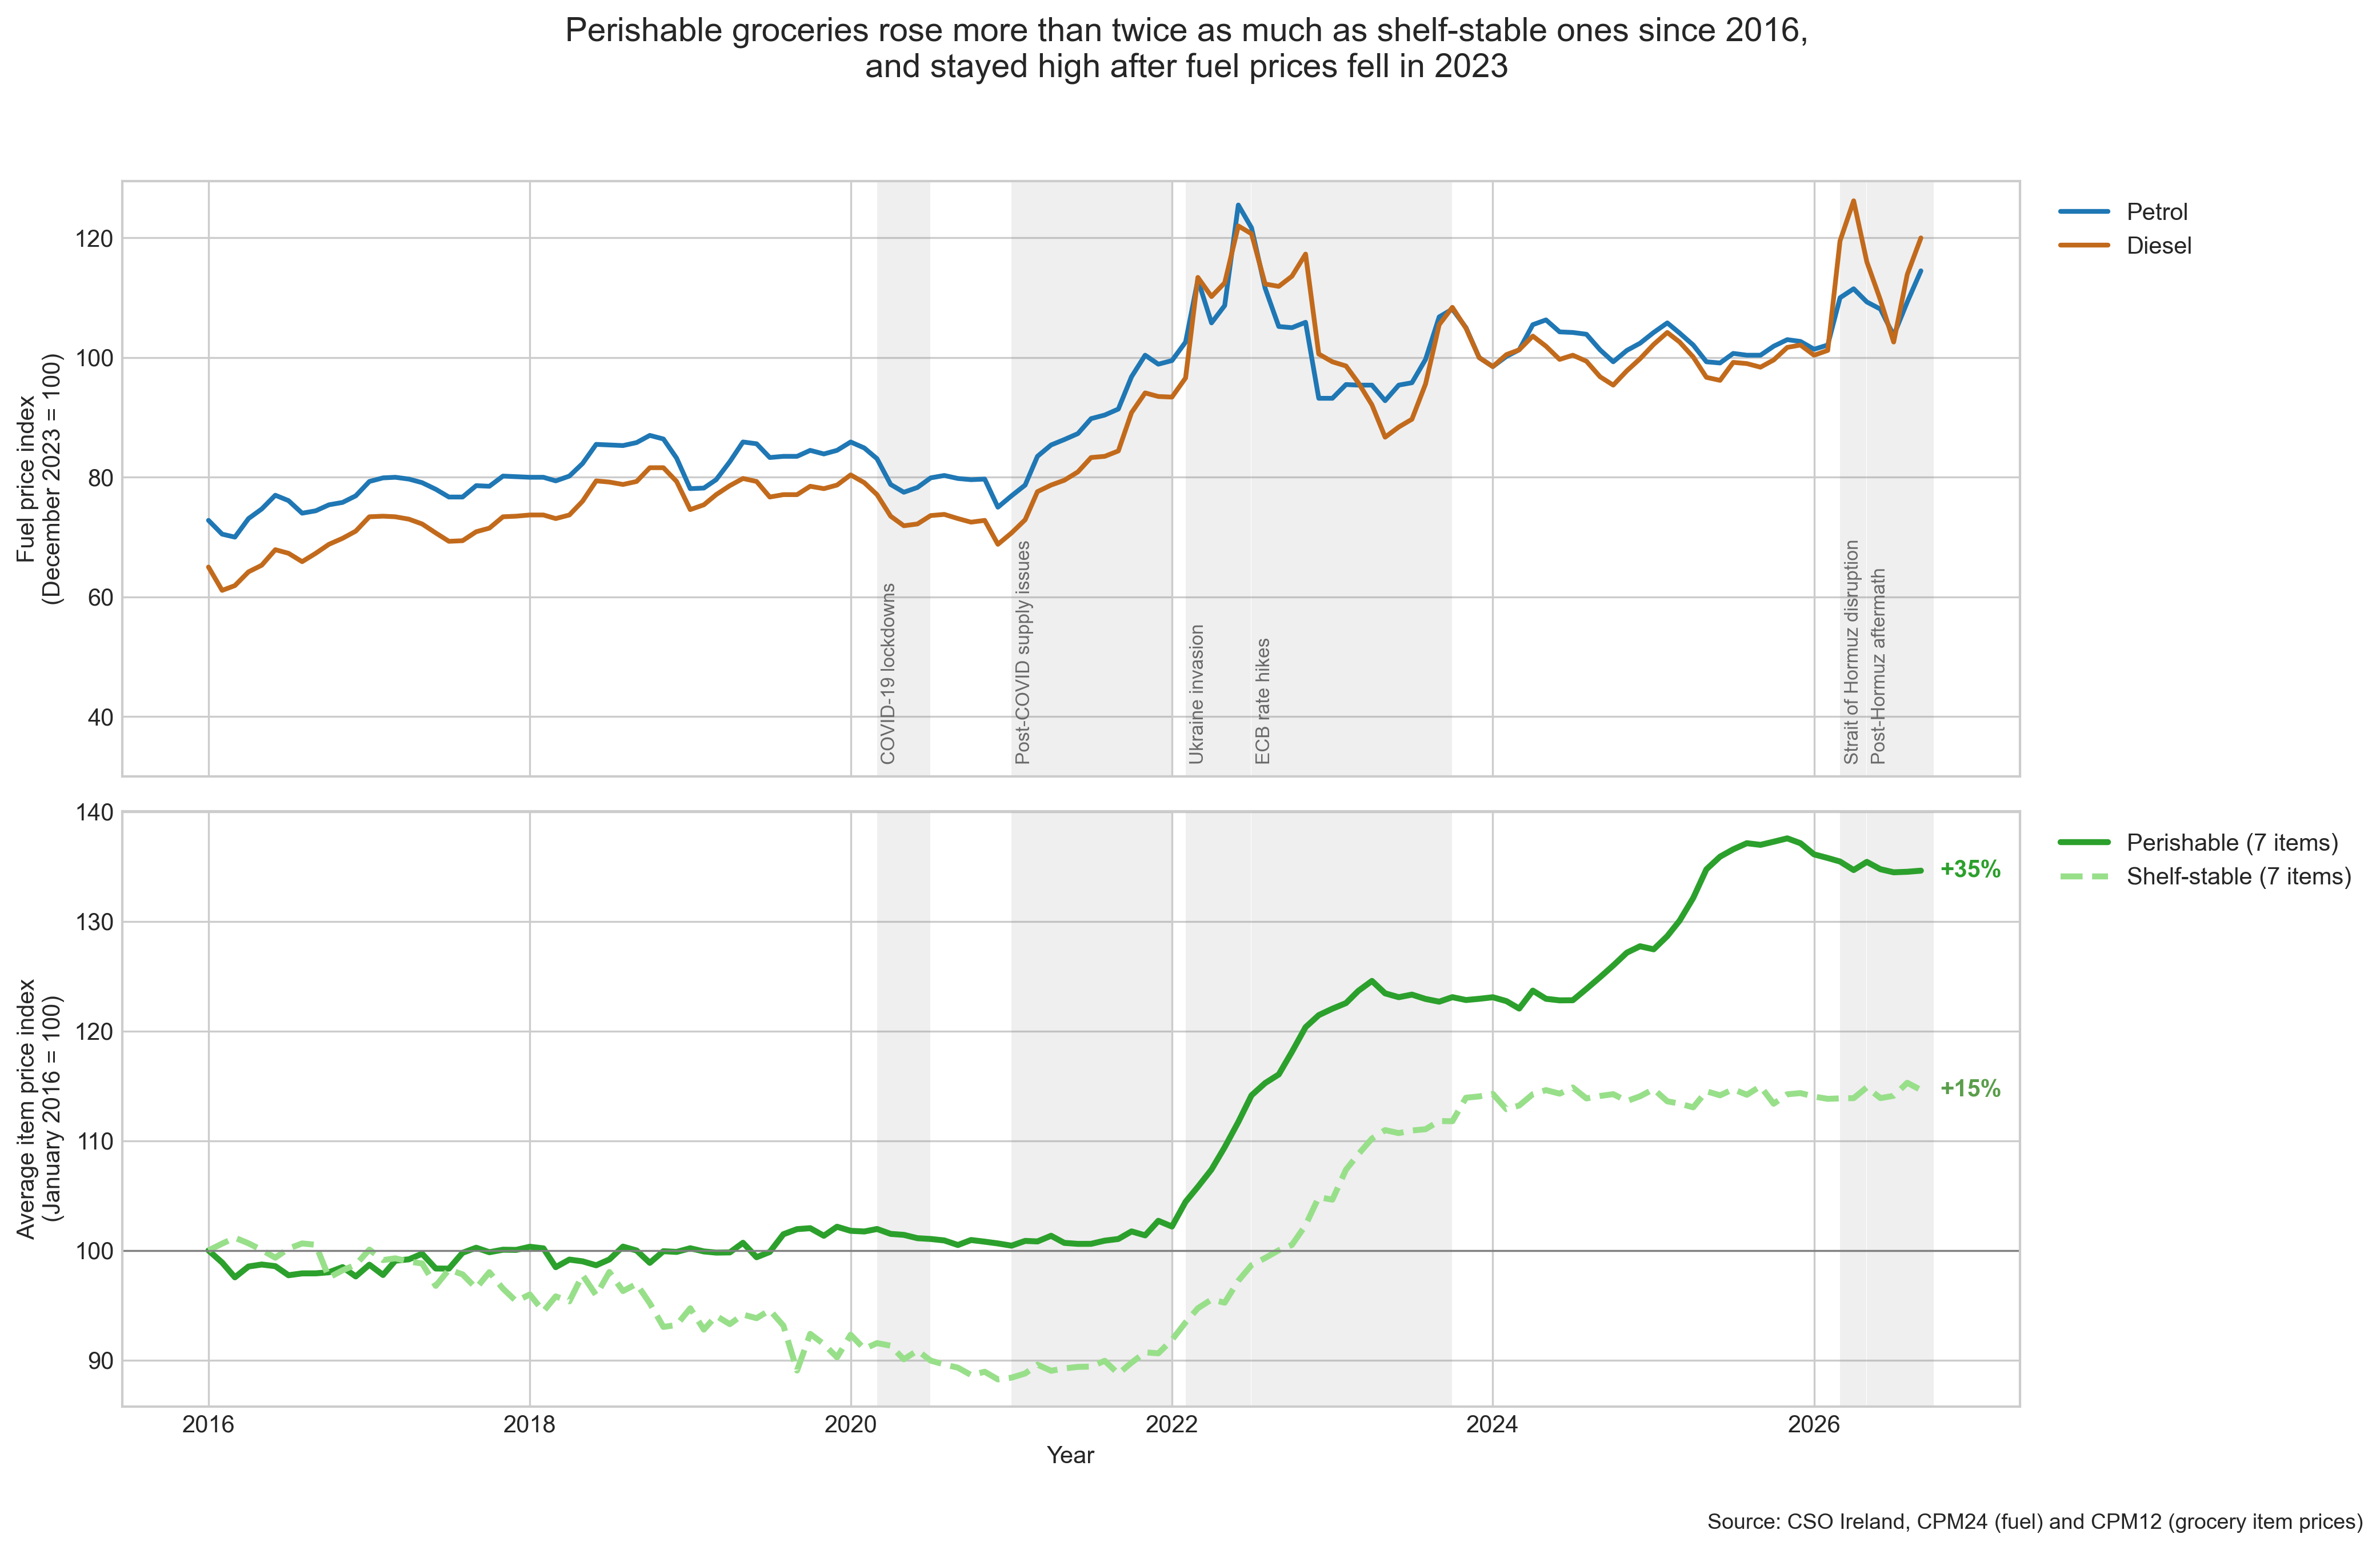 Perishable groceries rose more than twice as much as shelf-stable ones since 2016,
and stayed high after fuel prices fell in 2023
Fuel price index
(December 2023 = 100)
120
100
80
60
40
COVID-19 lockdowns
Post-COVID supply issues
Ukraine invasion
ECB rate hikes
Strait of Hormuz disruption
Post-Hormuz aftermath
Petrol
Diesel
Average item price index
(January 2016 = 100)
140
130
120
110
100
90
+35%
+15%
Perishable (7 items)
Shelf-stable (7 items)
2016
2018
2020
2022
2024
2026
Year
Source: CSO Ireland, CPM24 (fuel) and CPM12 (grocery item prices)